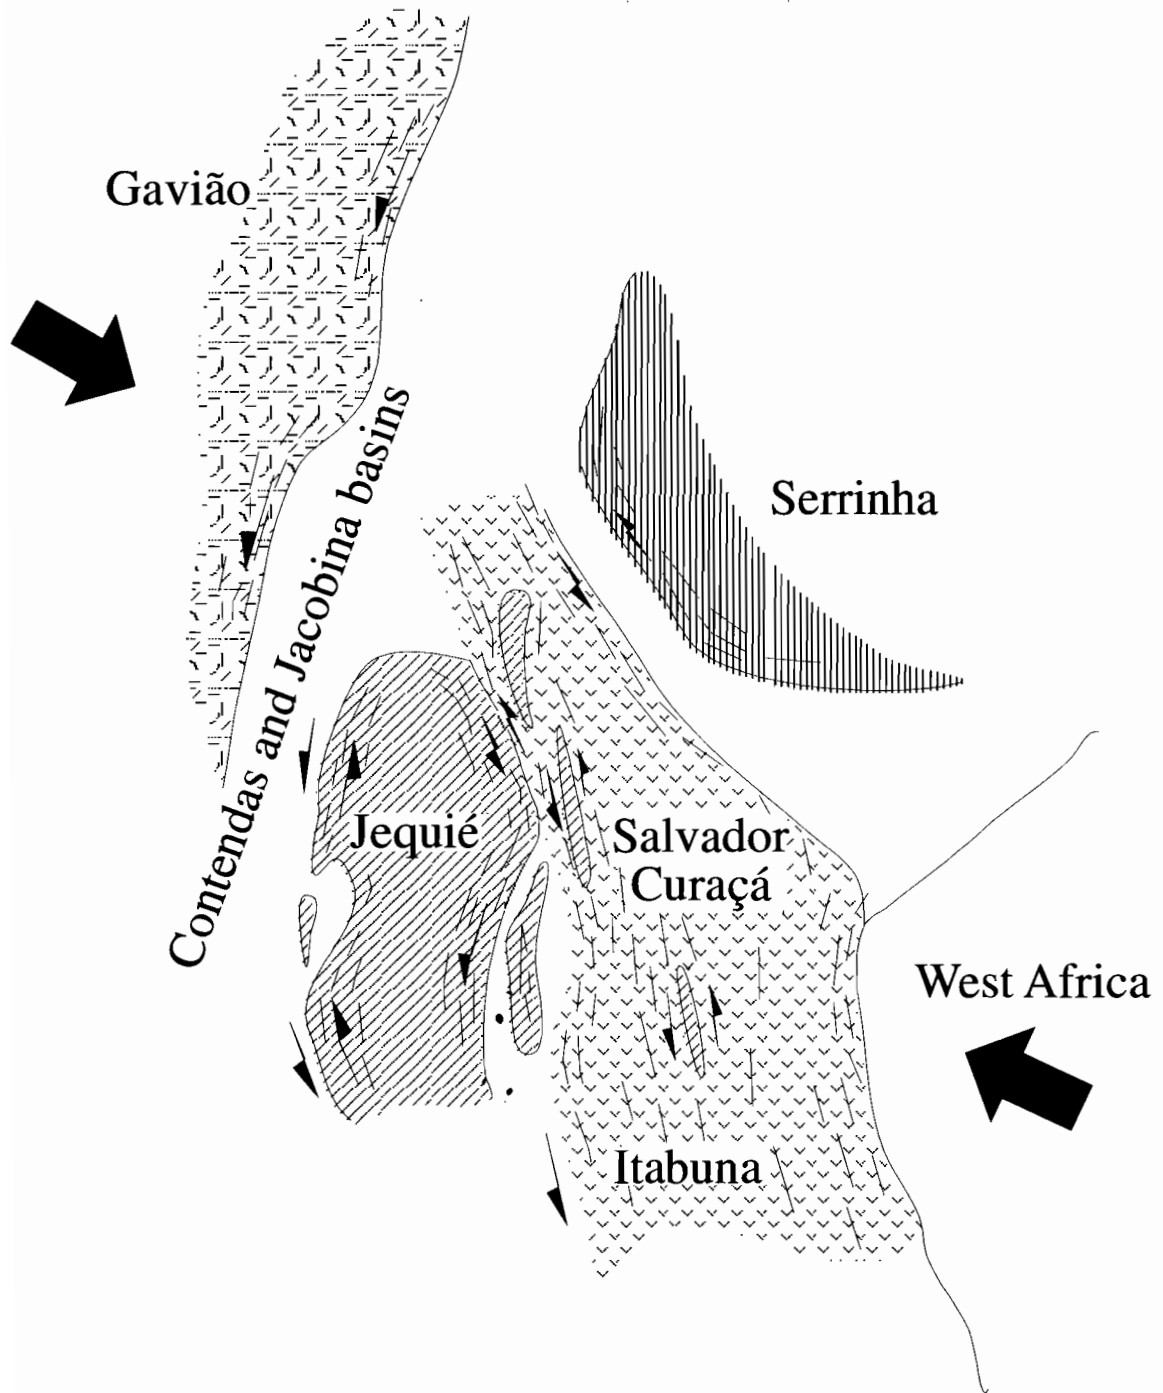 Gavião
Contendas and Jacobina basins
Serrinha
Jequié
Salvador
Curaçá
West Africa
Itabuna